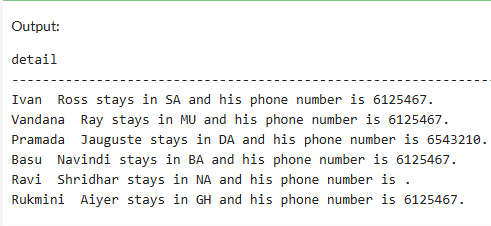 Output:
detail
---------------------------------------------------------------
Ivan  Ross stays in SA and his phone number is 6125467.
Vandana  Ray stays in MU and his phone number is 6125467.
Pramada  Jauguste stays in DA and his phone number is 6543210.
Basu  Navindi stays in BA and his phone number is 6125467.
Ravi  Shridhar stays in NA and his phone number is .
Rukmini  Aiyer stays in GH and his phone number is 6125467.